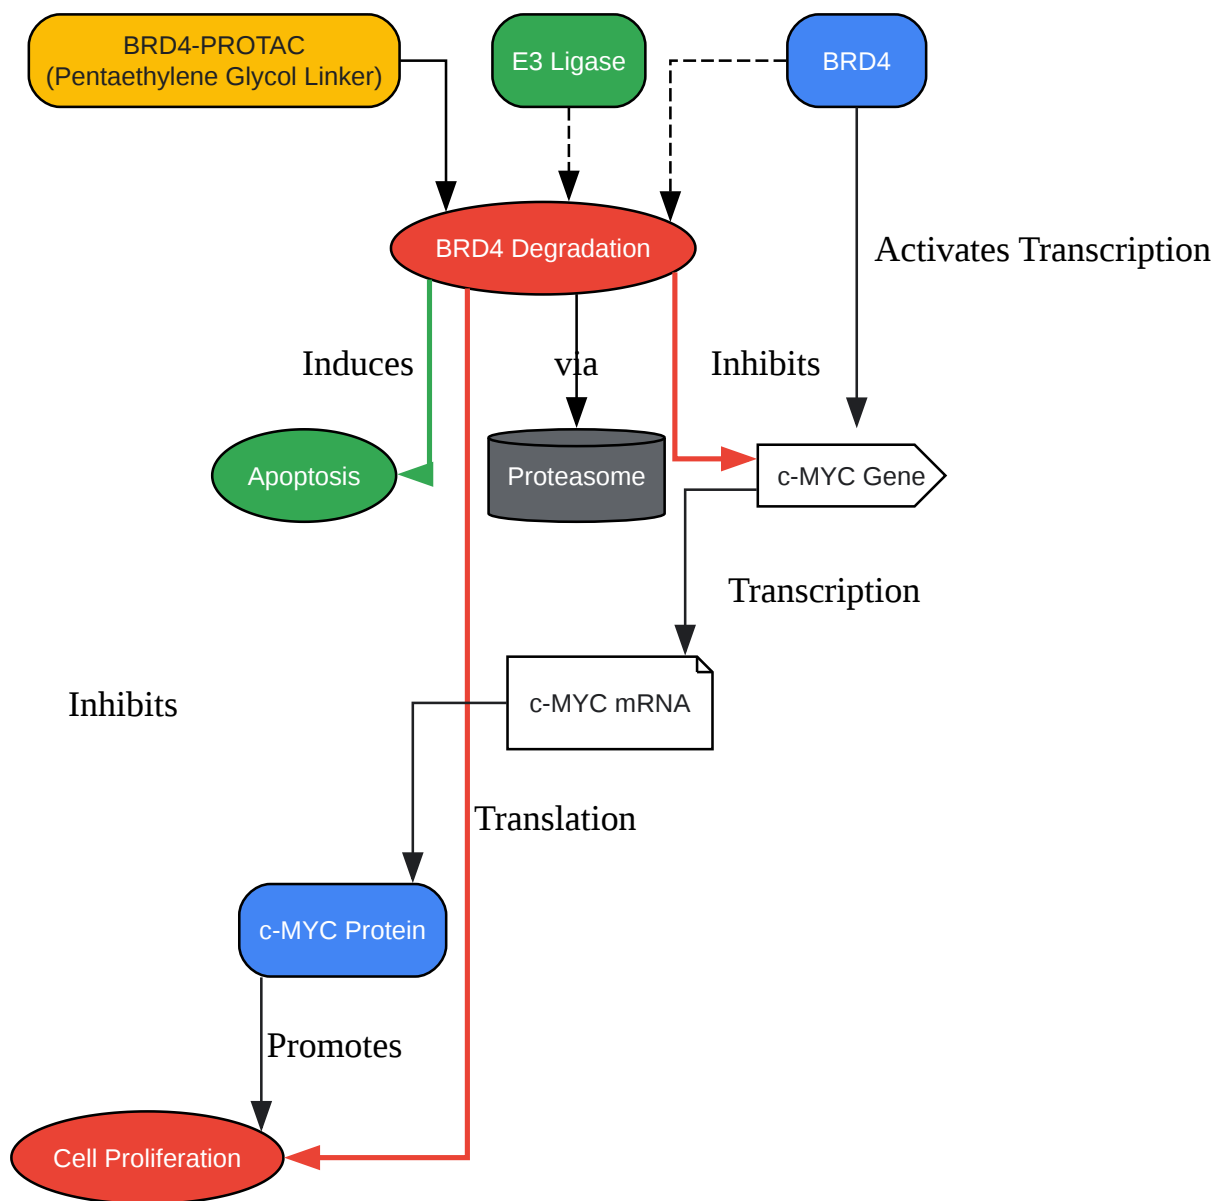 BRD4-PROTAC
(Pentaethylene Glycol Linker)
E3 Ligase
BRD4
BRD4 Degradation
Activates Transcription
Induces
via
Inhibits
Apoptosis
Proteasome
c-MYC Gene
Transcription
c-MYC mRNA
Inhibits
Translation
c-MYC Protein
Promotes
Cell Proliferation